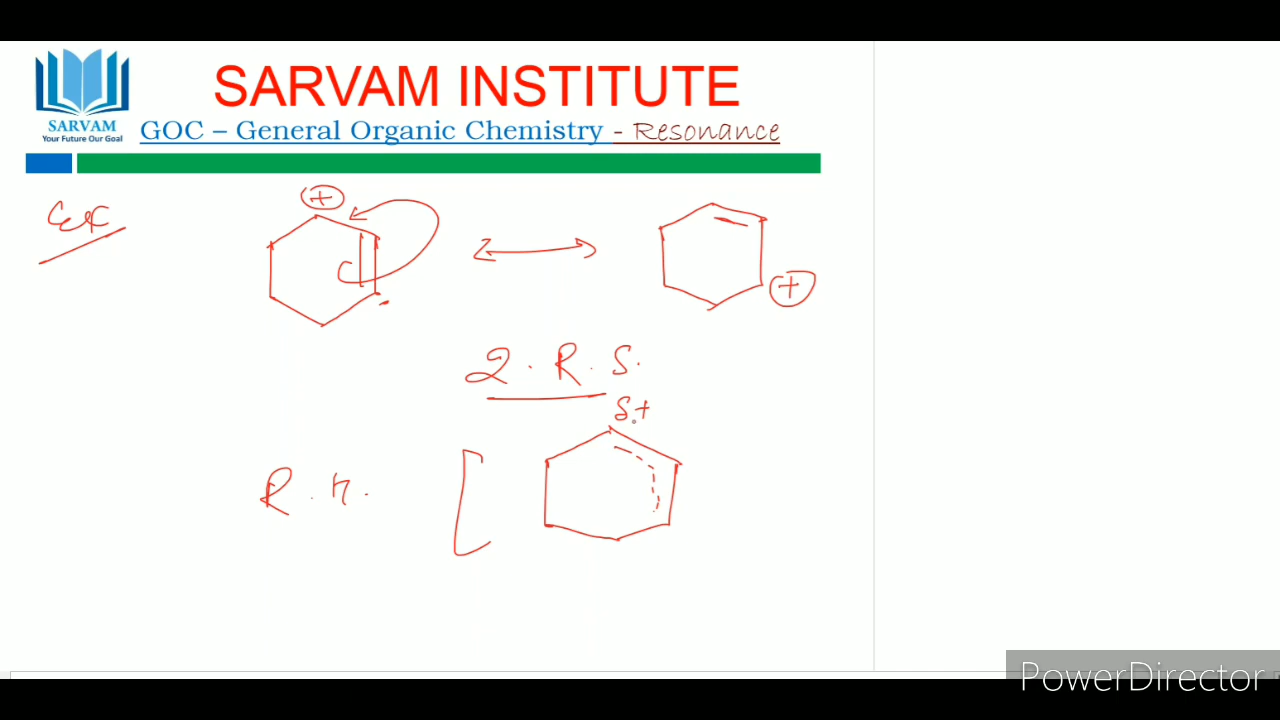 SARVAM INSTITUTE
SARVAM
Your Future Our Goal
GOC – General Organic Chemistry - Resonance
+
+
2. R. S.
δ+
R. H.
PowerDirector